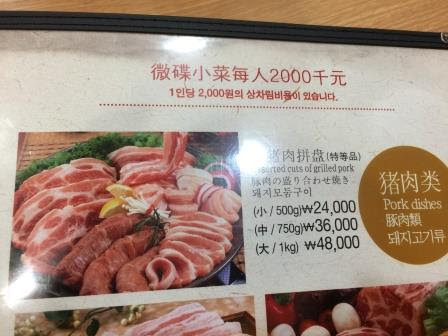 微碟小菜每人2000千元
1인당 2,000원의 상차림비용이 있습니다.
猪肉拼盘(特等品)
Assorted cuts of grilled pork
豚肉の盛り合わせ焼き
돼지모둠구이
(小 / 500g)₩24,000
(中 / 750g)₩36,000
(大 / 1kg)₩48,000
猪肉类
Pork dishes
豚肉類
돼지고기류